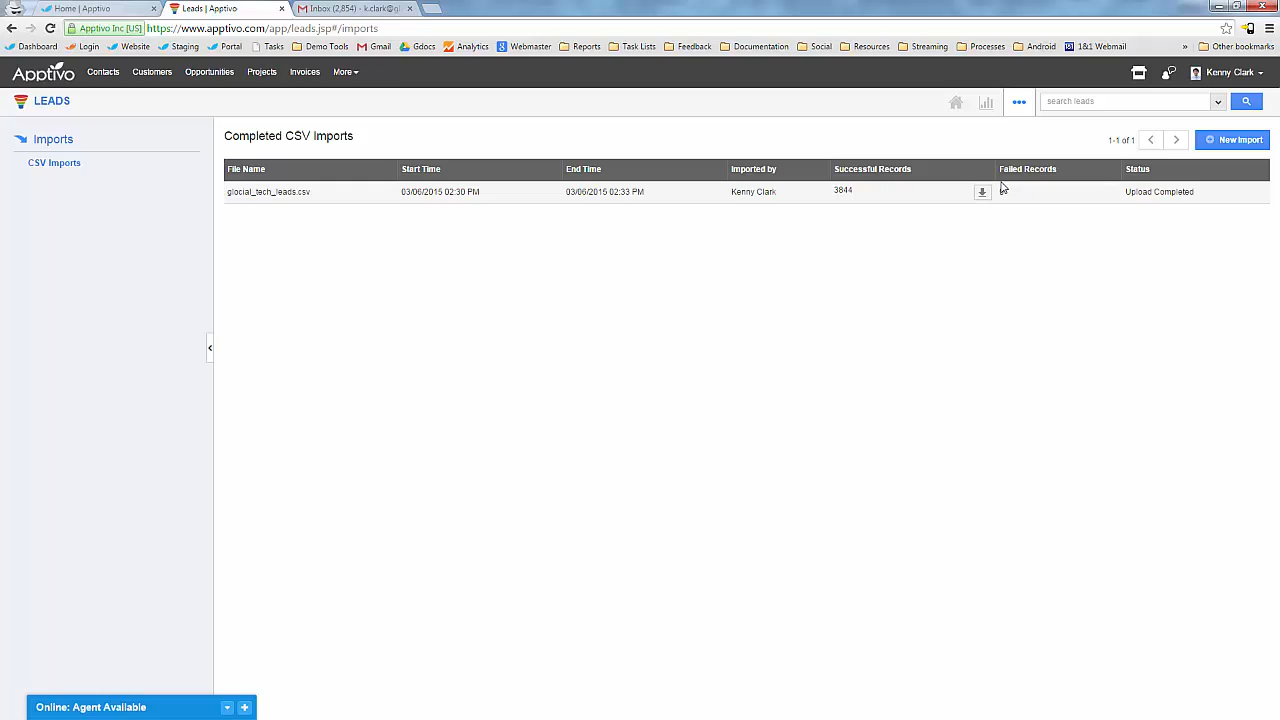 Home | Apptivo
Leads | Apptivo
Inbox (2,854) - k.clark@gl
Apptivo Inc [US]
https://www.apptivo.com/app/leads.jsp#/imports
Dashboard Login Website Staging Portal Tasks Demo Tools Gmail Gdocs Analytics Webmaster Reports Task Lists Feedback Documentation Social Resources Streaming Processes Android 1&1 Webmail » Other bookmarks
Apptivo Contacts Customers Opportunities Projects Invoices More Kenny Clark
LEADS
search leads
Imports
CSV Imports
Completed CSV Imports
1-1 of 1
New Import
File Name Start Time End Time Imported by Successful Records Failed Records Status
glocial_tech_leads.csv 03/06/2015 02:30 PM 03/06/2015 02:33 PM Kenny Clark 3844 Upload Completed
Online: Agent Available